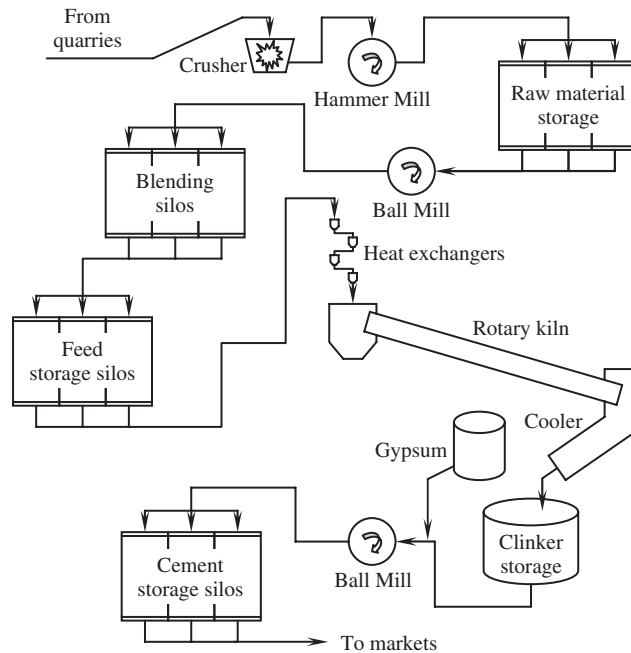 From
quarries
Crusher
Hammer Mill
Raw material
storage
Blending
silos
Ball Mill
Heat exchangers
Feed
storage silos
Rotary kiln
Cooler
Gypsum
Clinker
storage
Cement
storage silos
Ball Mill
To markets